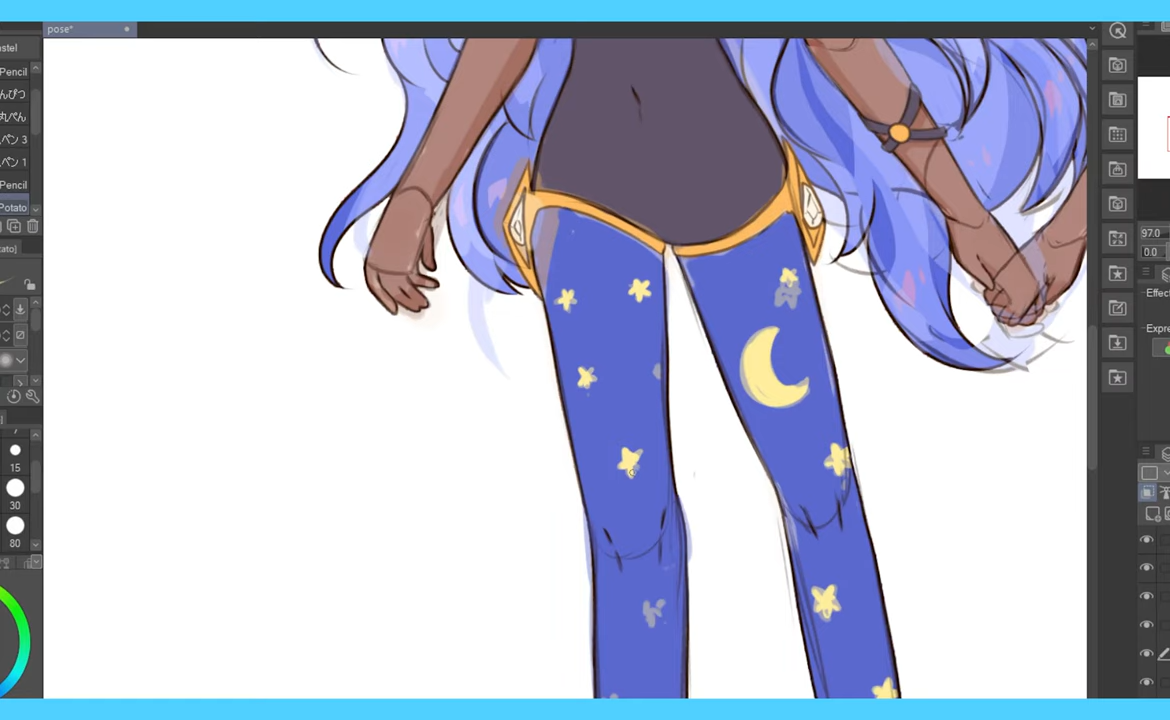 pose*
stel
Pencil
んぴつ
丸ぺん
ペン 3
ペン 1
Pencil
Potato
ato]
15
30
80
97.0
0.0
Effec
Expre